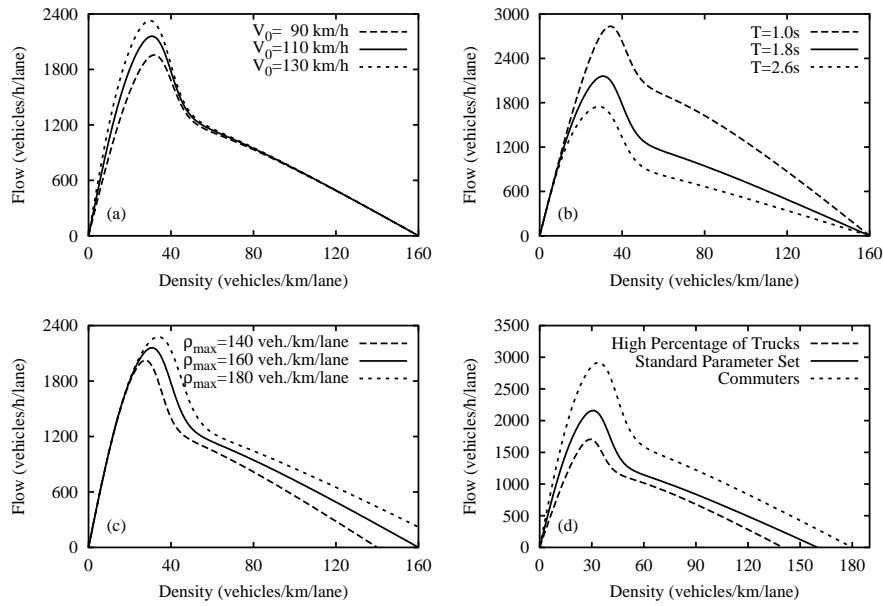 Flow (vehicles/h/lane)
2400
1800
1200
600
0
V0= 90 km/h
V0=110 km/h
V0=130 km/h
(a)
0 40 80 120 160
Density (vehicles/km/lane)
Flow (vehicles/h/lane)
3000
2400
1800
1200
600
0
T=1.0s
T=1.8s
T=2.6s
(b)
0 40 80 120 160
Density (vehicles/km/lane)
Flow (vehicles/h/lane)
2400
1800
1200
600
0
ρmax=140 veh./km/lane
ρmax=160 veh./km/lane
ρmax=180 veh./km/lane
(c)
0 40 80 120 160
Density (vehicles/km/lane)
Flow (vehicles/h/lane)
3500
3000
2500
2000
1500
1000
500
0
High Percentage of Trucks
Standard Parameter Set
Commuters
(d)
0 30 60 90 120 150 180
Density (vehicles/km/lane)